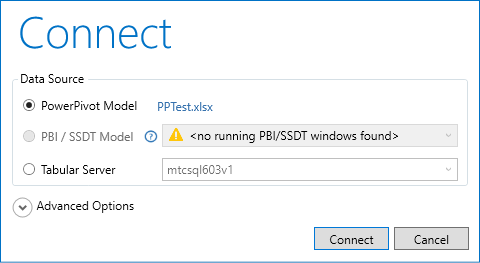 Connect
Data Source
PowerPivot Model PPTest.xlsx
PBI / SSDT Model ? <no running PBI/SSDT windows found>
Tabular Server mtcsql603v1
Advanced Options
Connect Cancel